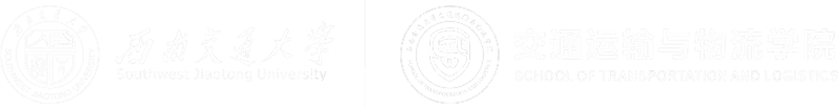 西南交通大学
Southwest Jiaotong University
交通运输与物流学院
SCHOOL OF TRANSPORTATION AND LOGISTICS